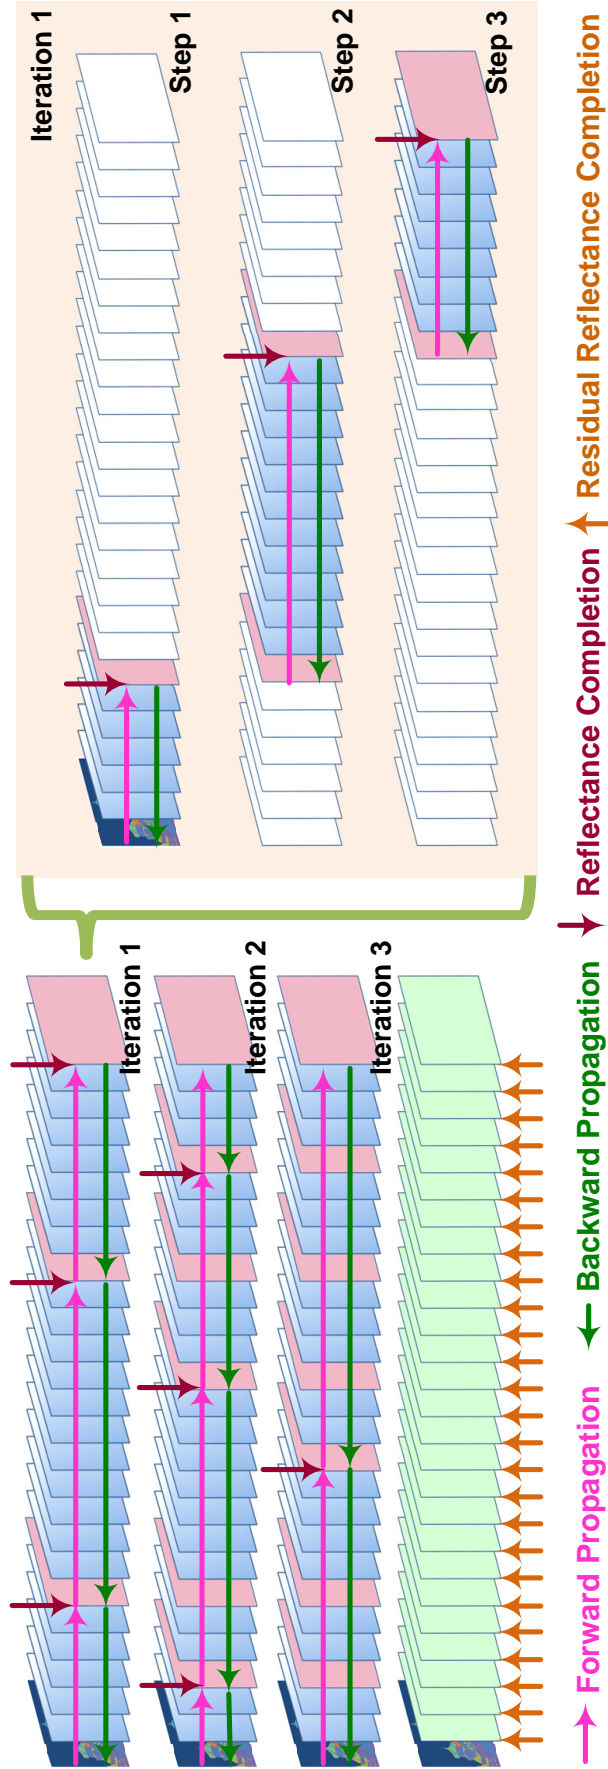 Iteration 1
Iteration 2
Iteration 3
Iteration 1
Step 1
Step 2
Step 3
Forward Propagation
Backward Propagation
Reflectance Completion
Residual Reflectance Completion